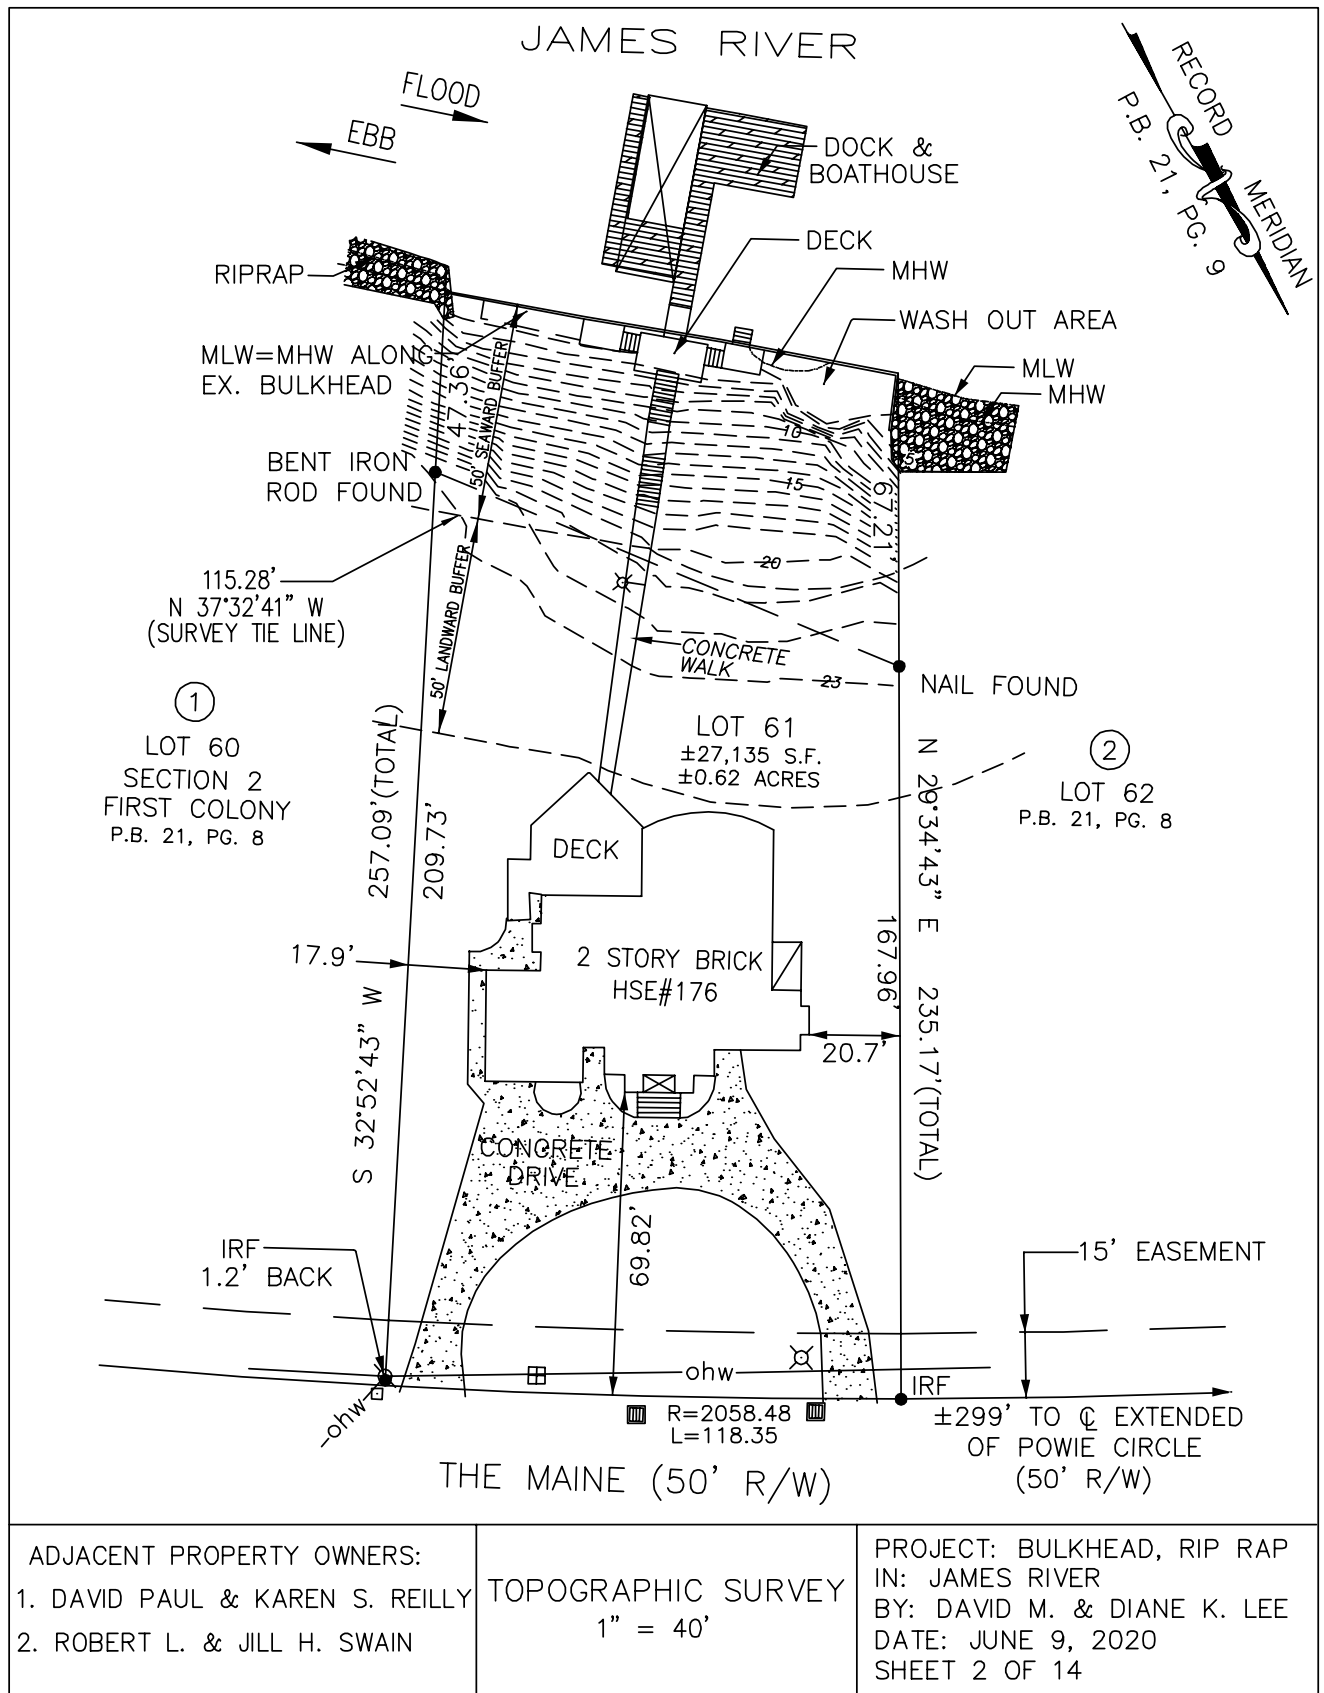 JAMES RIVER
FLOOD
EBB
RECORD MERIDIAN
P.B. 21, PG. 9
DOCK &
BOATHOUSE
DECK
MHW
RIPRAP
WASH OUT AREA
MLW=MHW ALONG
EX. BULKHEAD
MLW
MHW
47.36'
50' SEAWARD BUFFER
10
5
15
67.21'
BENT IRON
ROD FOUND
20
115.28'
N 37°32'41" W
(SURVEY TIE LINE)
50' LANDWARD BUFFER
CONCRETE
WALK
23
NAIL FOUND
1
LOT 60
SECTION 2
FIRST COLONY
P.B. 21, PG. 8
LOT 61
±27,135 S.F.
±0.62 ACRES
2
LOT 62
P.B. 21, PG. 8
257.09'(TOTAL)
209.73'
DECK
N 29°34'43" E 235.17'(TOTAL)
167.96'
17.9'
2 STORY BRICK
HSE#176
20.7'
S 32°52'43" W
CONCRETE
DRIVE
69.82'
IRF
1.2' BACK
15' EASEMENT
ohw
ohw
IRF
R=2058.48
L=118.35
±299' TO ℄ EXTENDED
OF POWIE CIRCLE
(50' R/W)
THE MAINE (50' R/W)
ADJACENT PROPERTY OWNERS:
1. DAVID PAUL & KAREN S. REILLY
2. ROBERT L. & JILL H. SWAIN
TOPOGRAPHIC SURVEY
1" = 40'
PROJECT: BULKHEAD, RIP RAP
IN: JAMES RIVER
BY: DAVID M. & DIANE K. LEE
DATE: JUNE 9, 2020
SHEET 2 OF 14